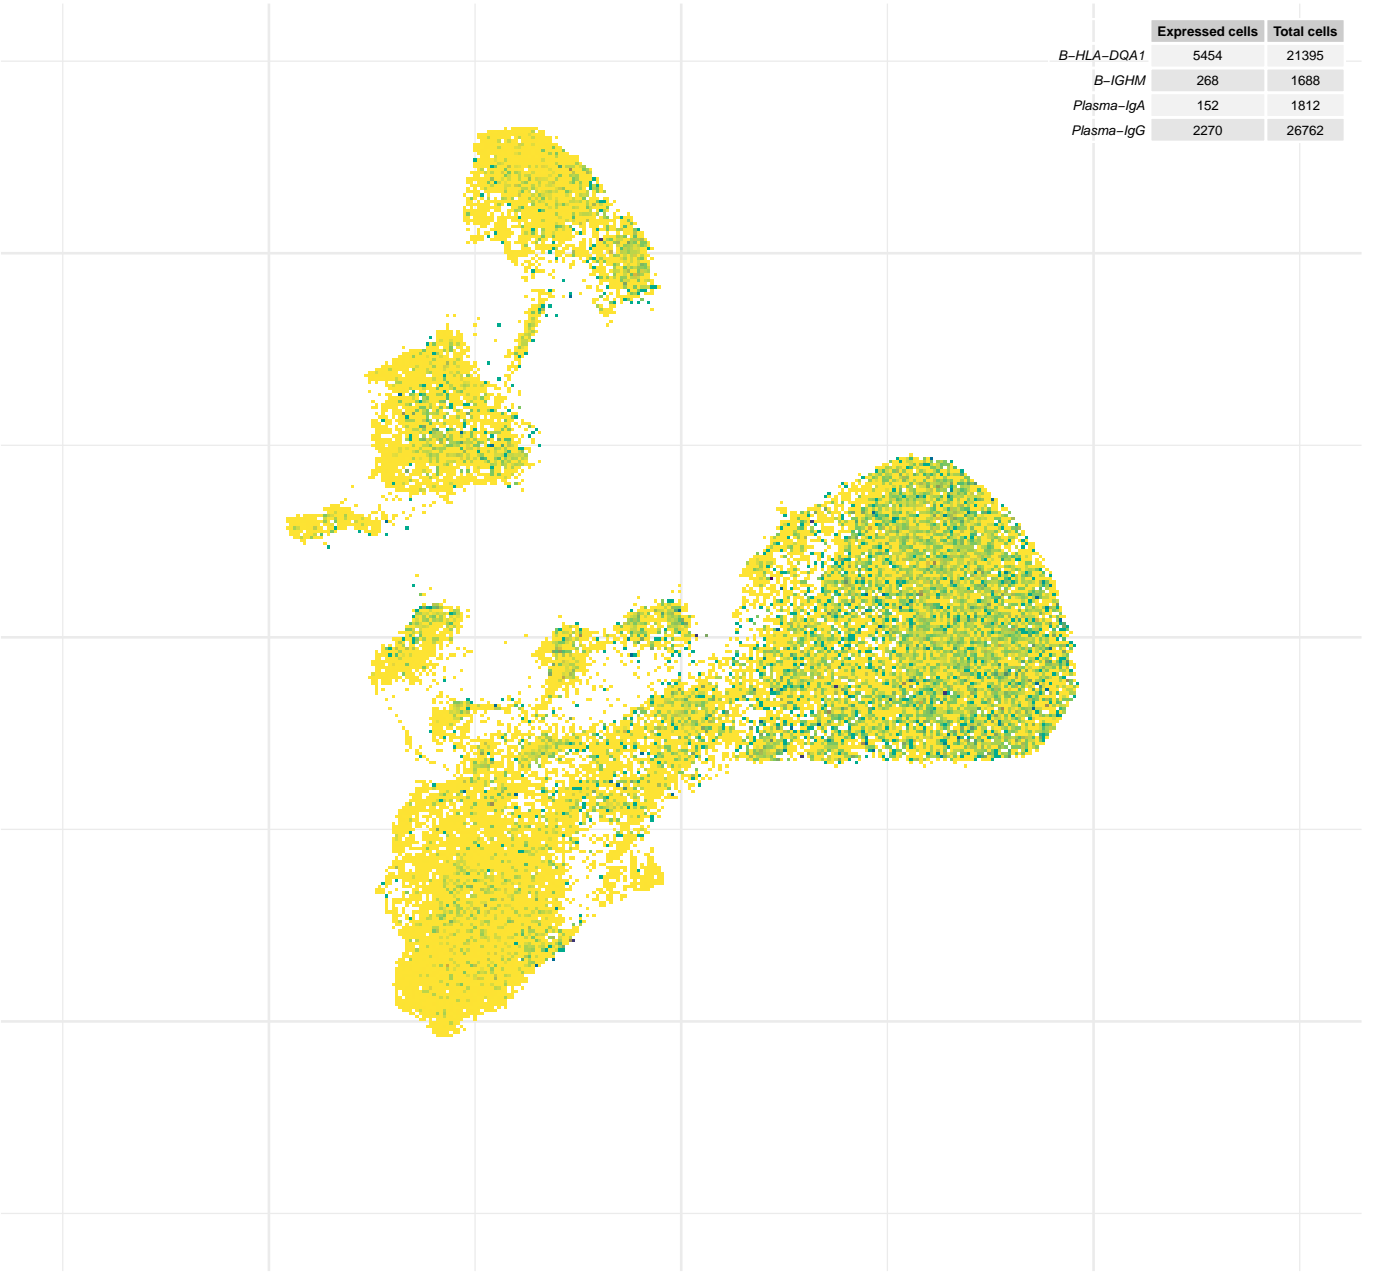 Expressed cells Total cells
B−HLA−DQA1 5454 21395
B−IGHM 268 1688
Plasma−IgA 152 1812
Plasma−IgG 2270 26762